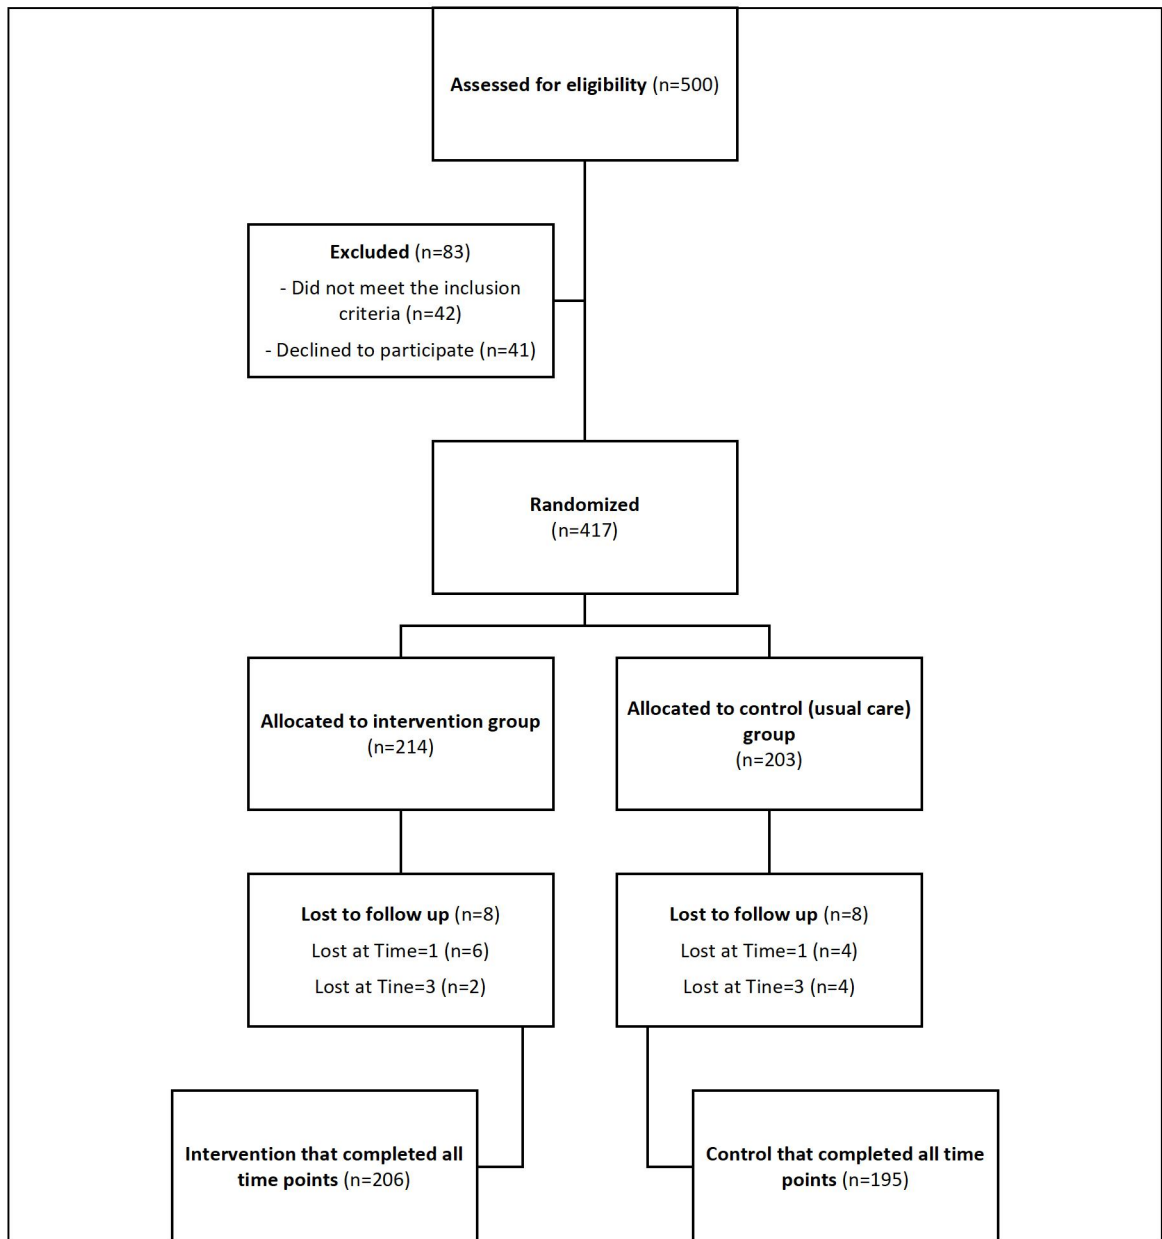 Assessed for eligibility (n=500)
Excluded (n=83)
- Did not meet the inclusion
criteria (n=42)
- Declined to participate (n=41)
Randomized
(n=417)
Allocated to intervention group
(n=214)
Allocated to control (usual care)
group
(n=203)
Lost to follow up (n=8)
Lost at Time=1 (n=6)
Lost at Tine=3 (n=2)
Lost to follow up (n=8)
Lost at Time=1 (n=4)
Lost at Tine=3 (n=4)
Intervention that completed all
time points (n=206)
Control that completed all time
points (n=195)